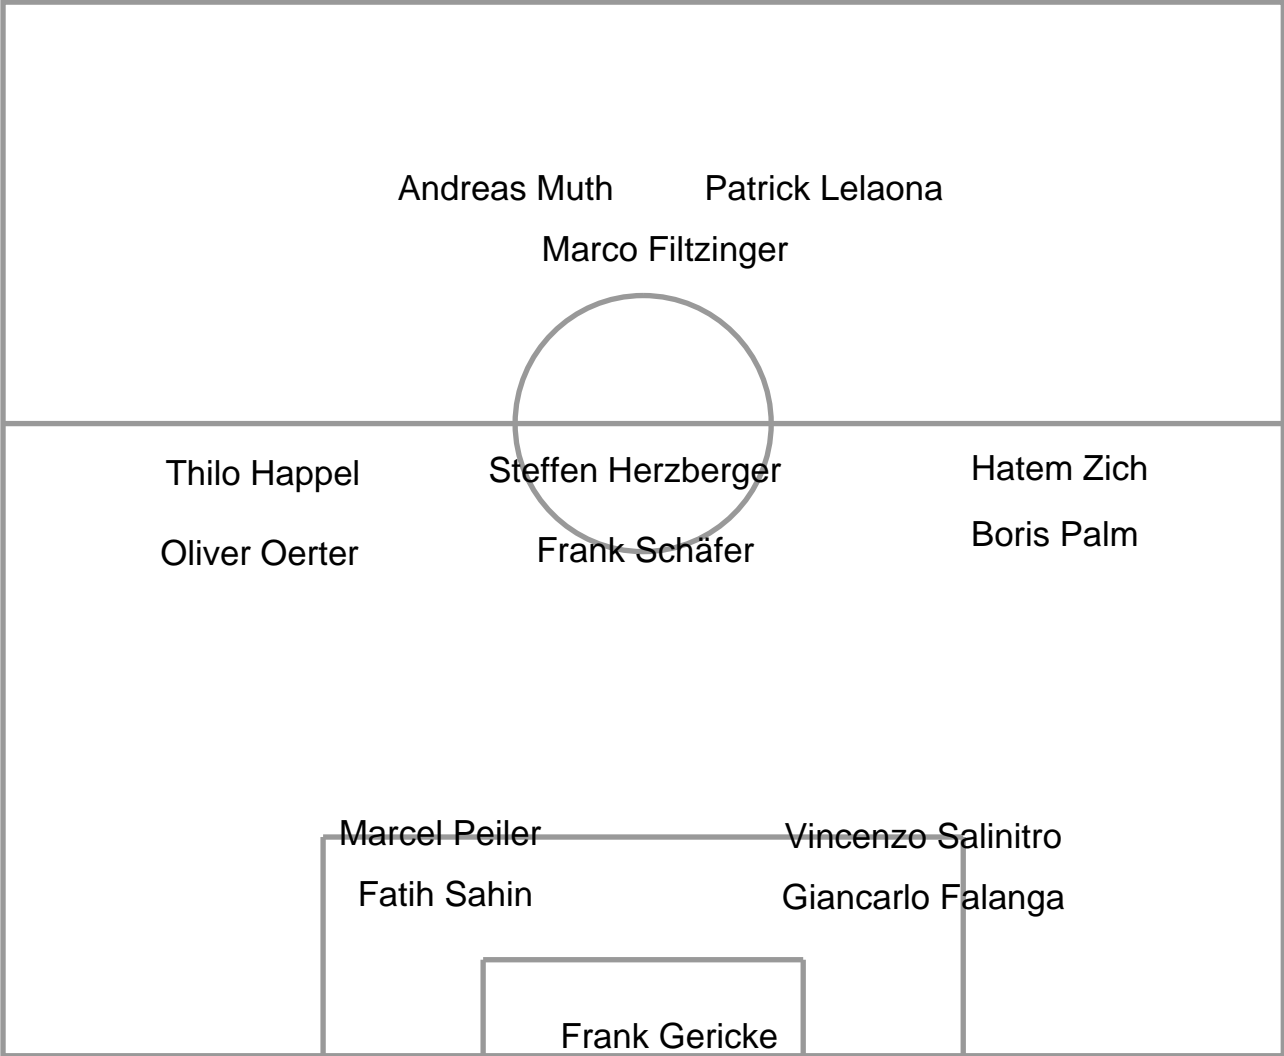 Andreas Muth
Patrick Lelaona
Marco Filtzinger
Thilo Happel
Steffen Herzberger
Hatem Zich
Oliver Oerter
Frank Schäfer
Boris Palm
Marcel Peiler
Vincenzo Salinitro
Fatih Sahin
Giancarlo Falanga
Frank Gericke